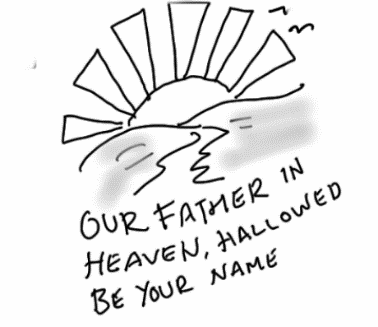 OUR FATHER IN
HEAVEN, HALLOWED
BE YOUR NAME